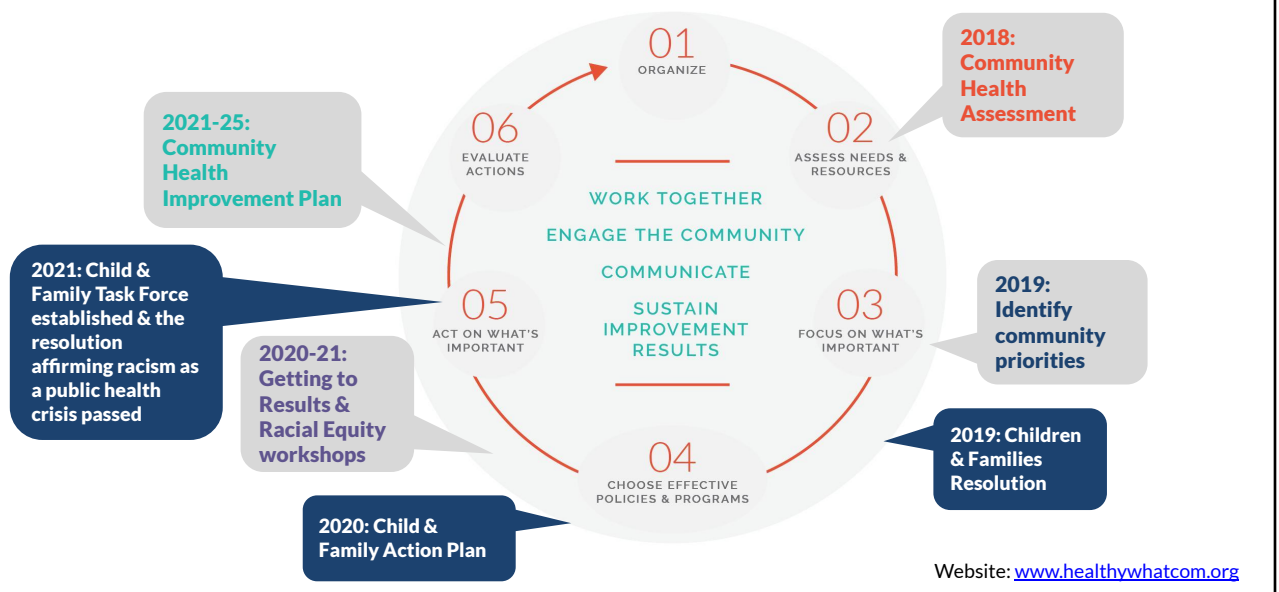 01
ORGANIZE
02
ASSESS NEEDS &
RESOURCES
03
FOCUS ON WHAT'S
IMPORTANT
04
CHOOSE EFFECTIVE
POLICIES & PROGRAMS
05
ACT ON WHAT'S
IMPORTANT
06
EVALUATE
ACTIONS
WORK TOGETHER
ENGAGE THE COMMUNITY
COMMUNICATE
SUSTAIN
IMPROVEMENT
RESULTS
2018:
Community
Health
Assessment
2019:
Identify
community
priorities
2019: Children
& Families
Resolution
2020: Child &
Family Action Plan
2020-21:
Getting to
Results &
Racial Equity
workshops
2021: Child &
Family Task Force
established & the
resolution
affirming racism as
a public health
crisis passed
2021-25:
Community
Health
Improvement Plan
Website: www.healthywhatcom.org